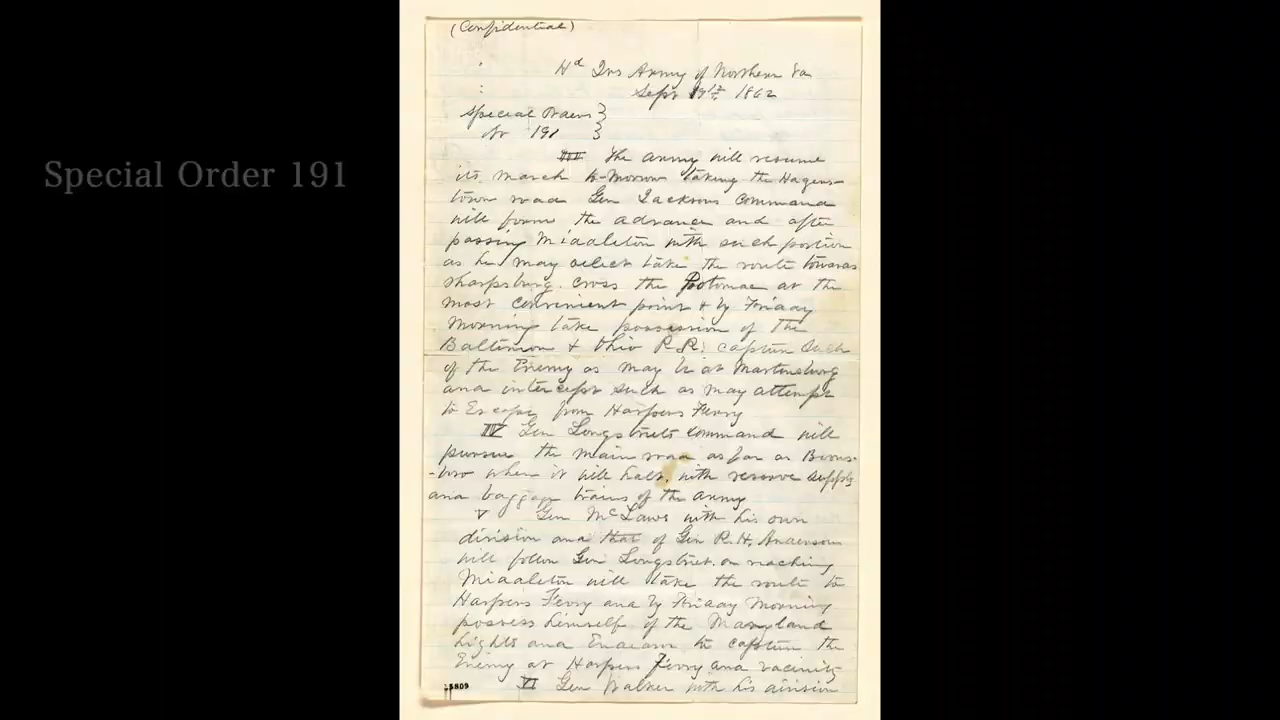 Special Order 191
(Confidential)
Hd Qrs Army of Northern Va
Sept 9th 1862
Special Orders }
No 191 }
III The army will resume
its march to-morrow taking the Hagers-
town road Gen Jacksons Command
will form the advance and after
passing Middleton with such portion
as he may select take the route towards
Sharpsburg. Cross the Potomac at the
most convenient point & by Friday
Morning take possession of the
Baltimore & Ohio R.R. capture such
of the Enemy as may be at Martinsburg
and intercept such as may attempt
to Escape from Harpers Ferry
IV Gen Longstreets Command will
pursue the main road as far as Boons-
-boro where it will halt. with reserve supply
and baggage trains of the army
V Gen McLaws with his own
division and that of Gen R.H. Anderson
will follow Gen Longstreet. on reaching
Middleton will take the route to
Harpers Ferry and by Friday Morning
possess himself of the Maryland
hights and Endeavor to capture the
Enemy at Harpers Ferry and vacinity
VI Gen Walker with his division